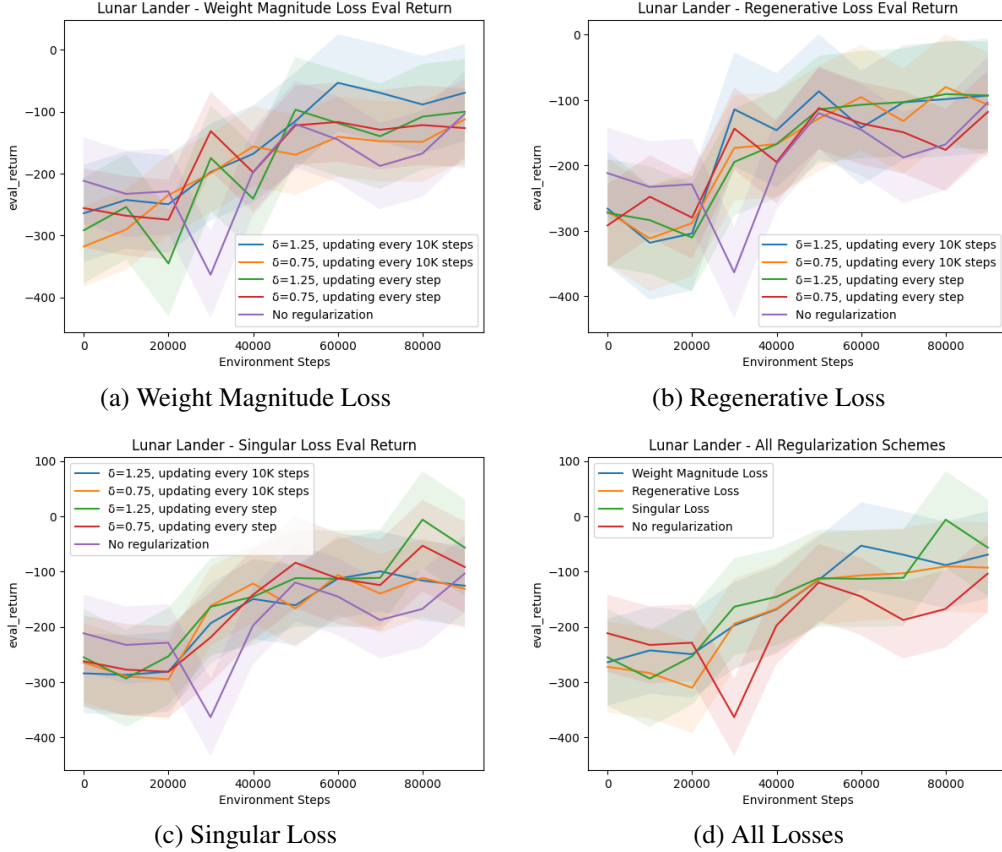 Lunar Lander - Weight Magnitude Loss Eval Return
0
−100
−200
−300
−400
eval_return
δ=1.25, updating every 10K steps
δ=0.75, updating every 10K steps
δ=1.25, updating every step
δ=0.75, updating every step
No regularization
0
20000
40000
60000
80000
Environment Steps
(a) Weight Magnitude Loss
Lunar Lander - Regenerative Loss Eval Return
0
−100
−200
−300
−400
eval_return
δ=1.25, updating every 10K steps
δ=0.75, updating every 10K steps
δ=1.25, updating every step
δ=0.75, updating every step
No regularization
0
20000
40000
60000
80000
Environment Steps
(b) Regenerative Loss
Lunar Lander - Singular Loss Eval Return
100
0
−100
−200
−300
−400
eval_return
δ=1.25, updating every 10K steps
δ=0.75, updating every 10K steps
δ=1.25, updating every step
δ=0.75, updating every step
No regularization
0
20000
40000
60000
80000
Environment Steps
(c) Singular Loss
Lunar Lander - All Regularization Schemes
100
0
−100
−200
−300
−400
eval_return
Weight Magnitude Loss
Regenerative Loss
Singular Loss
No regularization
0
20000
40000
60000
80000
Environment Steps
(d) All Losses